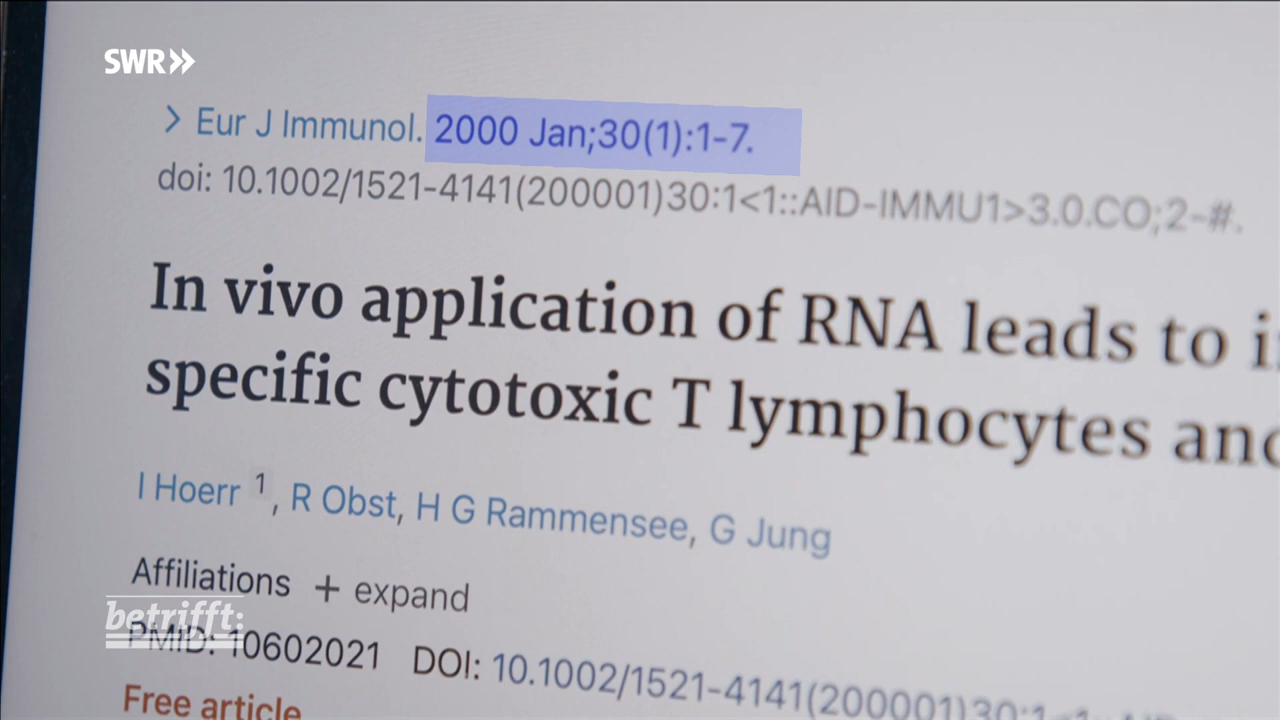 SWR»
> Eur J Immunol. 2000 Jan;30(1):1-7.
doi: 10.1002/1521-4141(200001)30:1<1::AID-IMMU1>3.0.CO;2-#.
In vivo application of RNA leads to
specific cytotoxic T lymphocytes and
I Hoerr 1, R Obst, H G Rammensee, G Jung
Affiliations + expand
betrifft:
PMID: 10602021 DOI: 10.1002/1521-4141(200001)30:1<1::AID
Free article